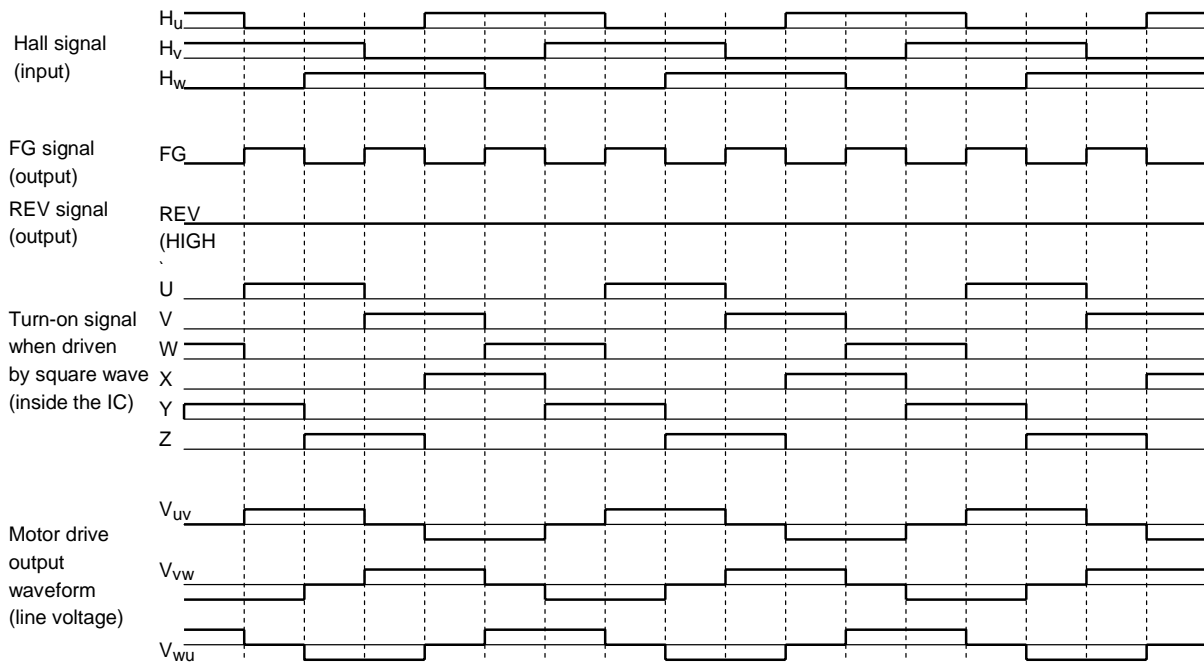 Hall signal
(input)
Hu
Hv
Hw
FG signal
(output)
FG
REV signal
(output)
REV
(HIGH
`
Turn-on signal
when driven
by square wave
(inside the IC)
U
V
W
X
Y
Z
Motor drive
output
waveform
(line voltage)
Vuv
Vvw
Vwu